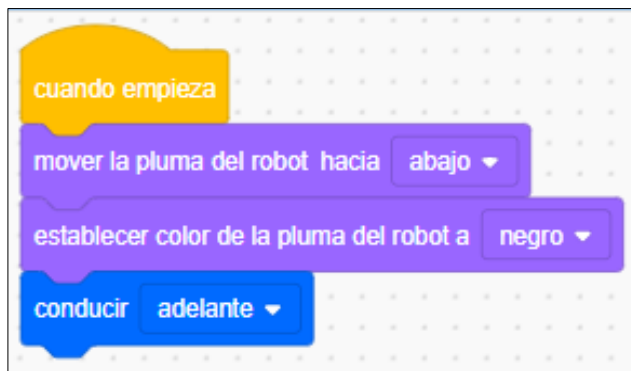 cuando empieza
mover la pluma del robot hacia abajo
establecer color de la pluma del robot a negro
conducir adelante